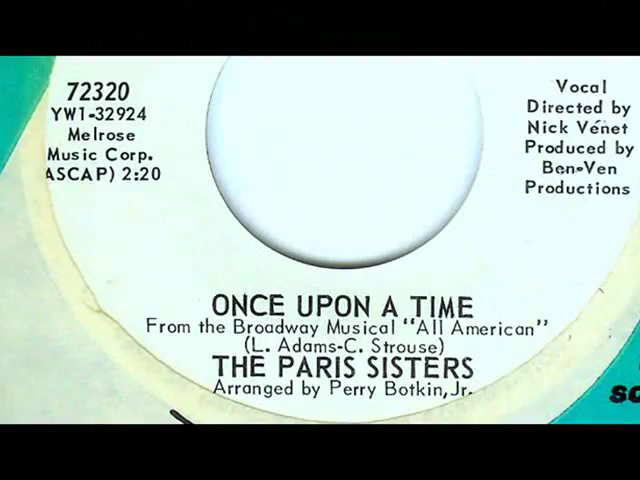 72320
YW1-32924
Melrose
Music Corp.
ASCAP) 2:20
Vocal
Directed by
Nick Venet
Produced by
Ben-Ven
Productions
ONCE UPON A TIME
From the Broadway Musical "All American"
(L. Adams-C. Strouse)
THE PARIS SISTERS
Arranged by Perry Botkin, Jr.